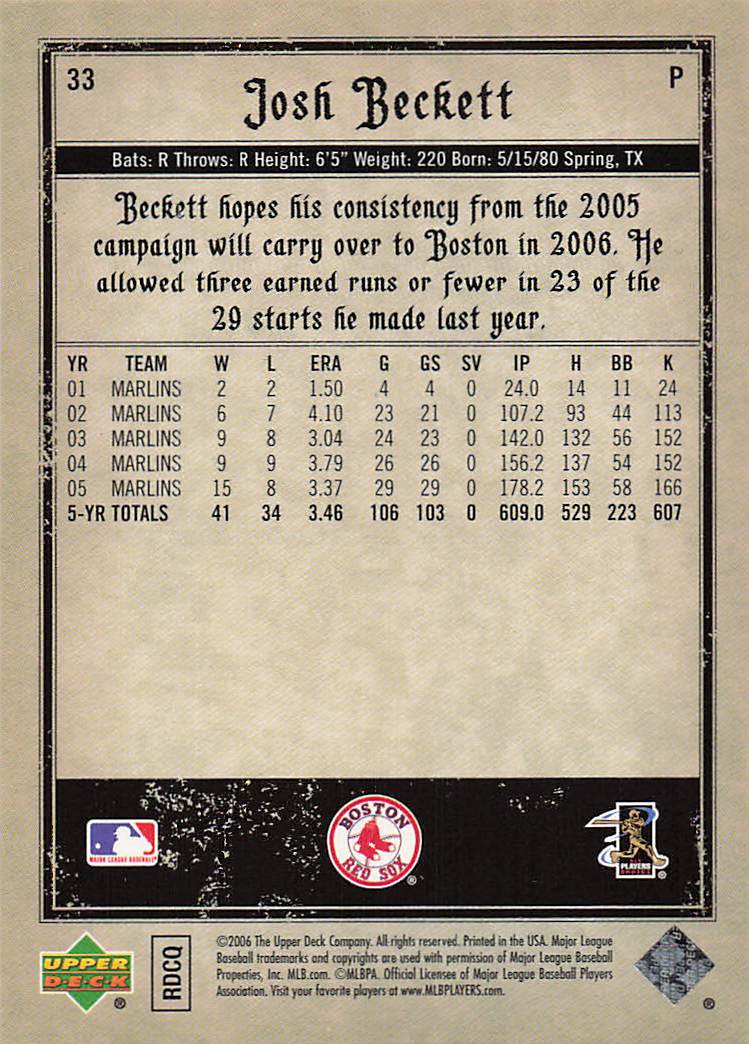 33
P
Josh Beckett
Bats: R Throws: R Height: 6'5" Weight: 220 Born: 5/15/80 Spring, TX
Beckett hopes his consistency from the 2005
campaign will carry over to Boston in 2006. He
allowed three earned runs or fewer in 23 of the
29 starts he made last year.
YR TEAM W L ERA G GS SV IP H BB K
01 MARLINS 2 2 1.50 4 4 0 24.0 14 11 24
02 MARLINS 6 7 4.10 23 21 0 107.2 93 44 113
03 MARLINS 9 8 3.04 24 23 0 142.0 132 56 152
04 MARLINS 9 9 3.79 26 26 0 156.2 137 54 152
05 MARLINS 15 8 3.37 29 29 0 178.2 153 58 166
5-YR TOTALS 41 34 3.46 106 103 0 609.0 529 223 607
MAJOR LEAGUE BASEBALL
BOSTON
RED SOX
®
PLAYERS
CHOICE
®
UPPER
DECK
®
RDCQ
©2006 The Upper Deck Company. All rights reserved. Printed in the USA. Major League
Baseball trademarks and copyrights are used with permission of Major League Baseball
Properties, Inc. MLB.com. ©MLBPA. Official Licensee of Major League Baseball Players
Association. Visit your favorite players at www.MLBPLAYERS.com.
®